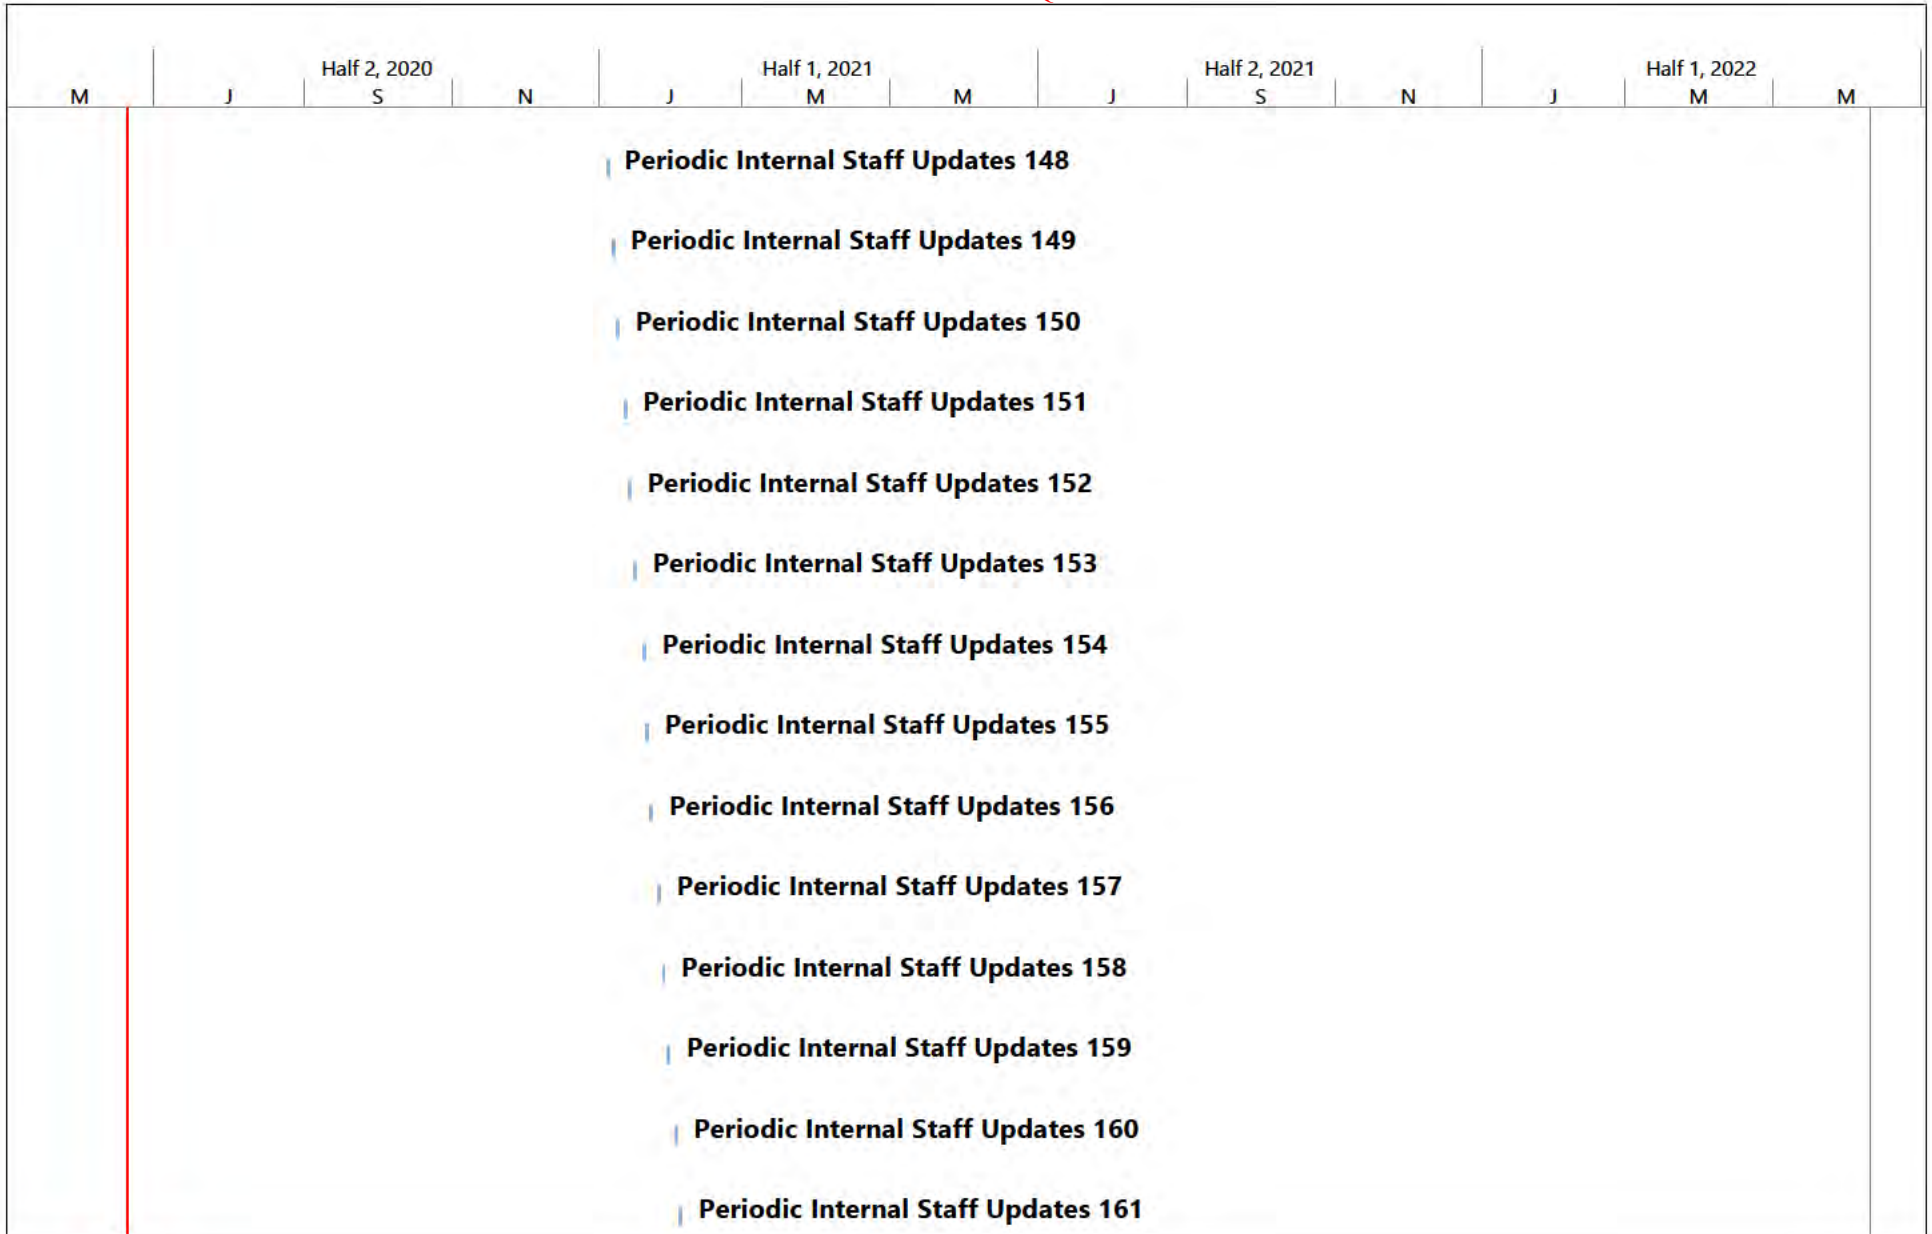 Half 2, 2020 Half 1, 2021 Half 2, 2021 Half 1, 2022
M J S N J M M J S N J M M
Periodic Internal Staff Updates 148
Periodic Internal Staff Updates 149
Periodic Internal Staff Updates 150
Periodic Internal Staff Updates 151
Periodic Internal Staff Updates 152
Periodic Internal Staff Updates 153
Periodic Internal Staff Updates 154
Periodic Internal Staff Updates 155
Periodic Internal Staff Updates 156
Periodic Internal Staff Updates 157
Periodic Internal Staff Updates 158
Periodic Internal Staff Updates 159
Periodic Internal Staff Updates 160
Periodic Internal Staff Updates 161